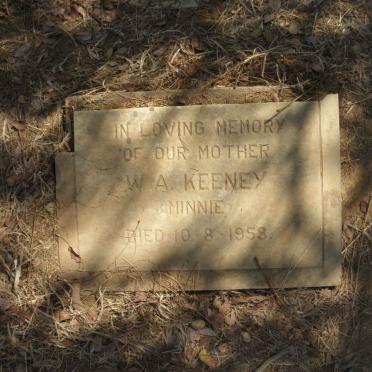 IN LOVING MEMORY
OF OUR MOTHER
W. A. KEENEY
(MINNIE)
DIED 10-8-1958.